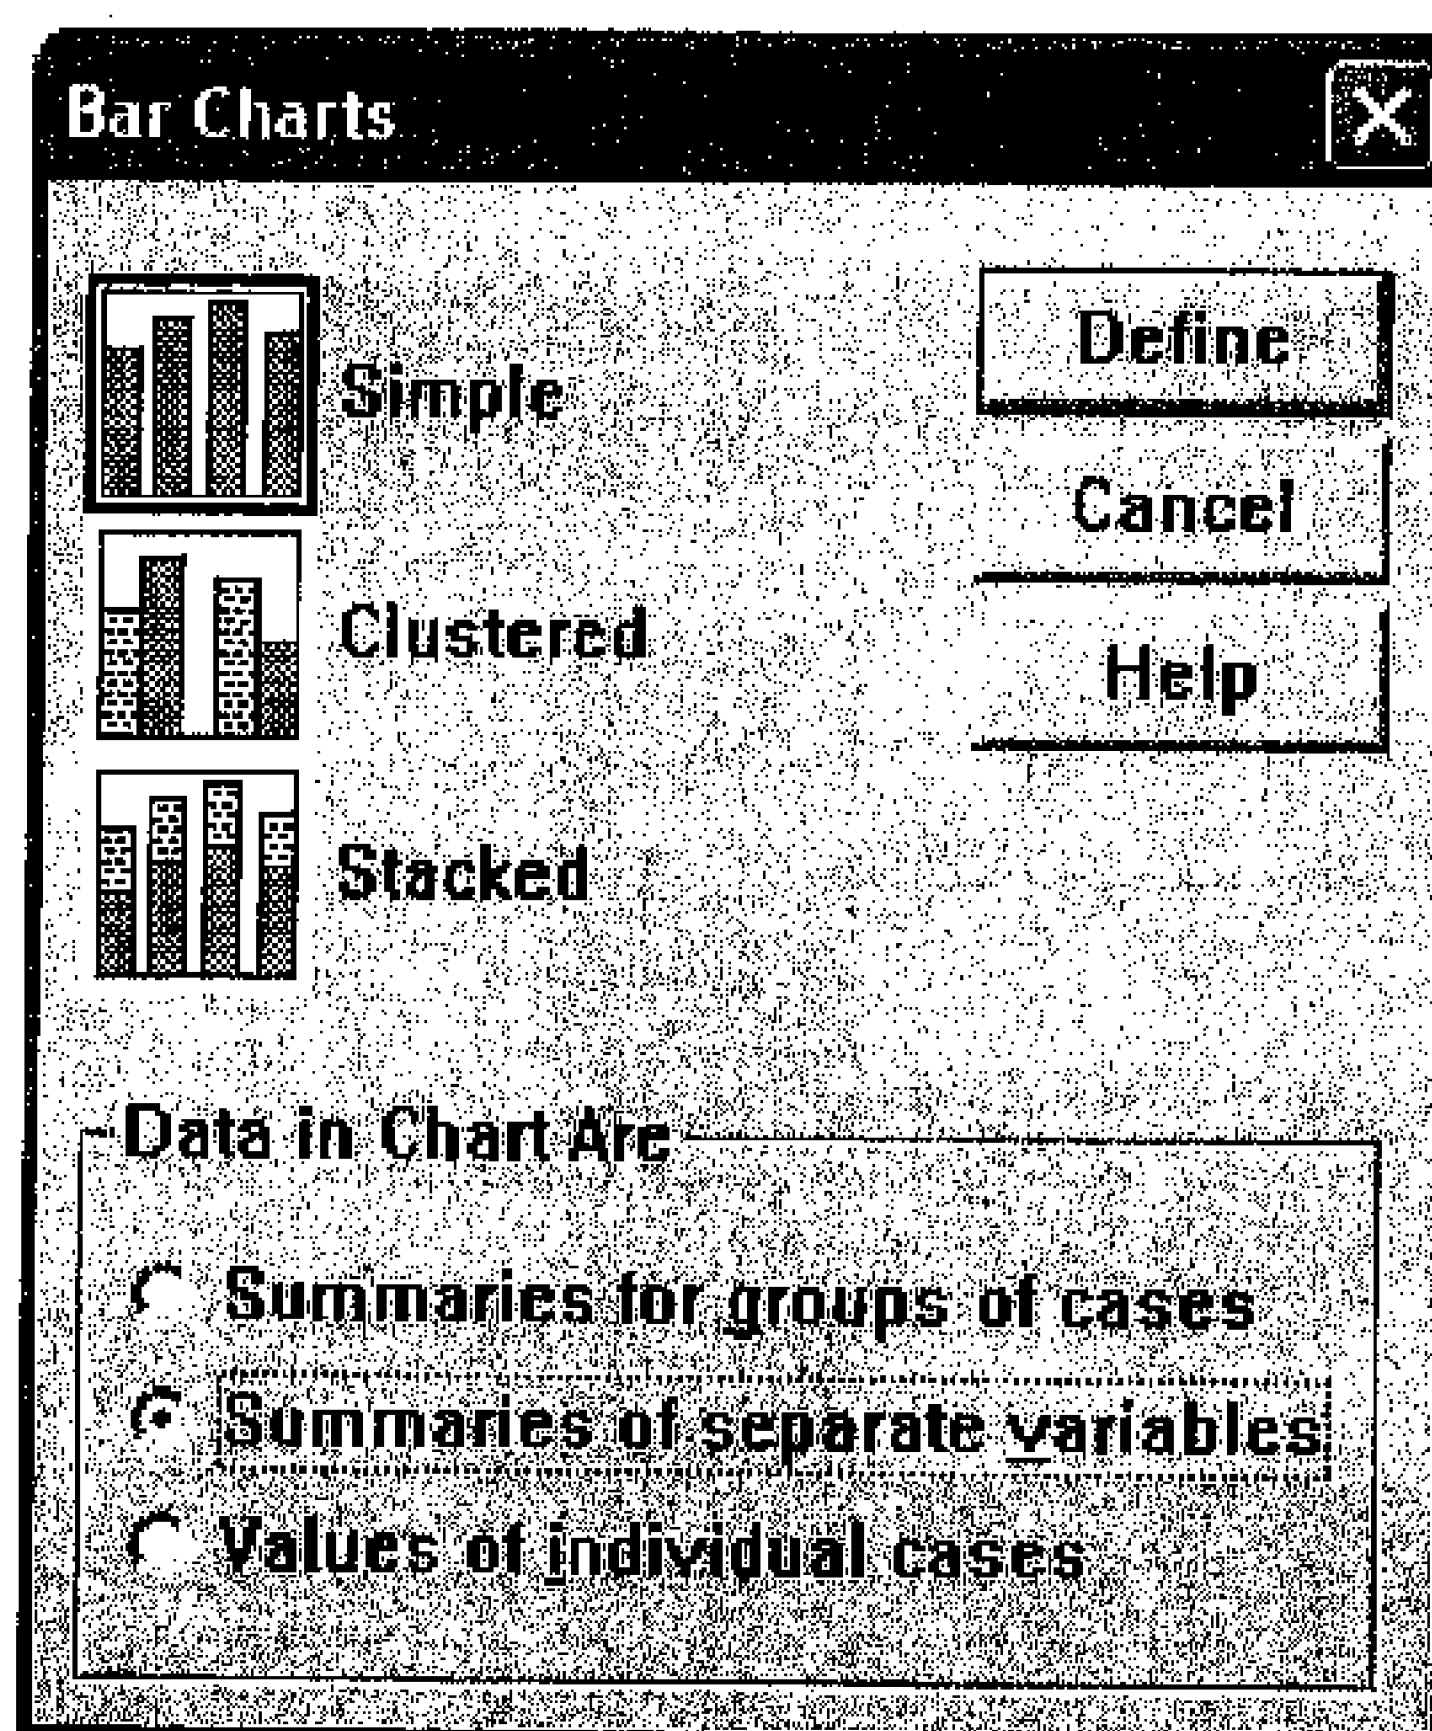 Bar Charts
Simple
Define
Cancel
Clustered
Help
Stacked
Data in Chart Are
Summaries for groups of cases
Summaries of separate variables
Values of individual cases